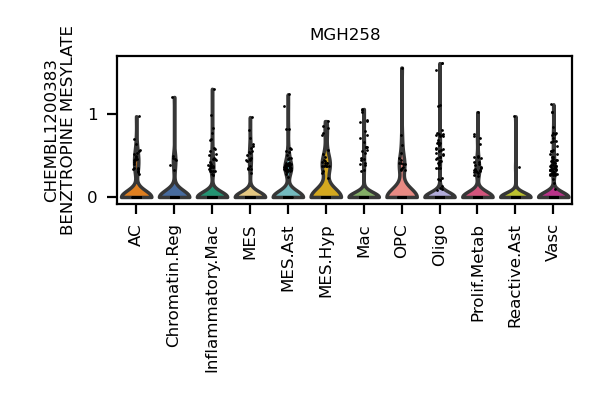 MGH258
CHEMBL1200383
BENZTROPINE MESYLATE
1
0
AC
Chromatin.Reg
Inflammatory.Mac
MES
MES.Ast
MES.Hyp
Mac
OPC
Oligo
Prolif.Metab
Reactive.Ast
Vasc